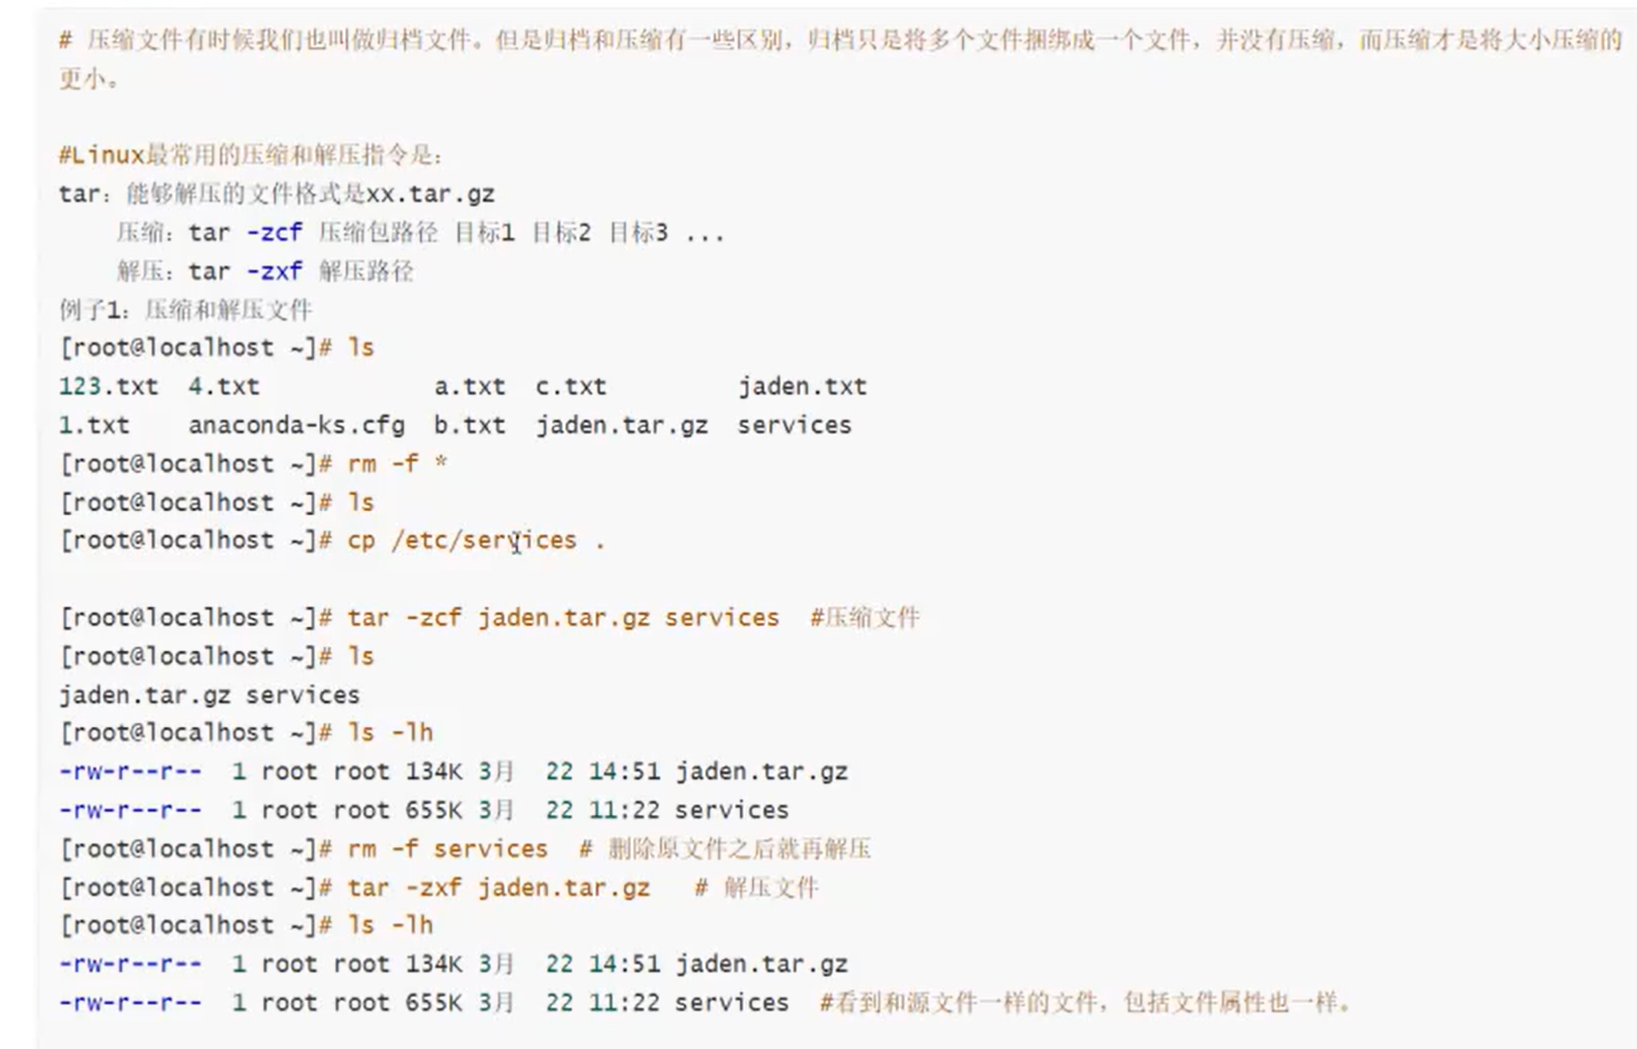 # 压缩文件有时候我们也叫做归档文件。但是归档和压缩有一些区别，归档只是将多个文件捆绑成一个文件，并没有压缩，而压缩才是将大小压缩的
更小。
#Linux最常用的压缩和解压指令是：
tar：能够解压的文件格式是xx.tar.gz
    压缩：tar -zcf 压缩包路径 目标1 目标2 目标3 ...
    解压：tar -zxf 解压路径
例子1：压缩和解压文件
[root@localhost ~]# ls
123.txt  4.txt            a.txt  c.txt         jaden.txt
1.txt    anaconda-ks.cfg  b.txt  jaden.tar.gz  services
[root@localhost ~]# rm -f *
[root@localhost ~]# ls
[root@localhost ~]# cp /etc/services .
[root@localhost ~]# tar -zcf jaden.tar.gz services  #压缩文件
[root@localhost ~]# ls
jaden.tar.gz services
[root@localhost ~]# ls -lh
-rw-r--r--  1 root root 134K 3月  22 14:51 jaden.tar.gz
-rw-r--r--  1 root root 655K 3月  22 11:22 services
[root@localhost ~]# rm -f services  # 删除原文件之后就再解压
[root@localhost ~]# tar -zxf jaden.tar.gz   # 解压文件
[root@localhost ~]# ls -lh
-rw-r--r--  1 root root 134K 3月  22 14:51 jaden.tar.gz
-rw-r--r--  1 root root 655K 3月  22 11:22 services  #看到和源文件一样的文件，包括文件属性也一样。